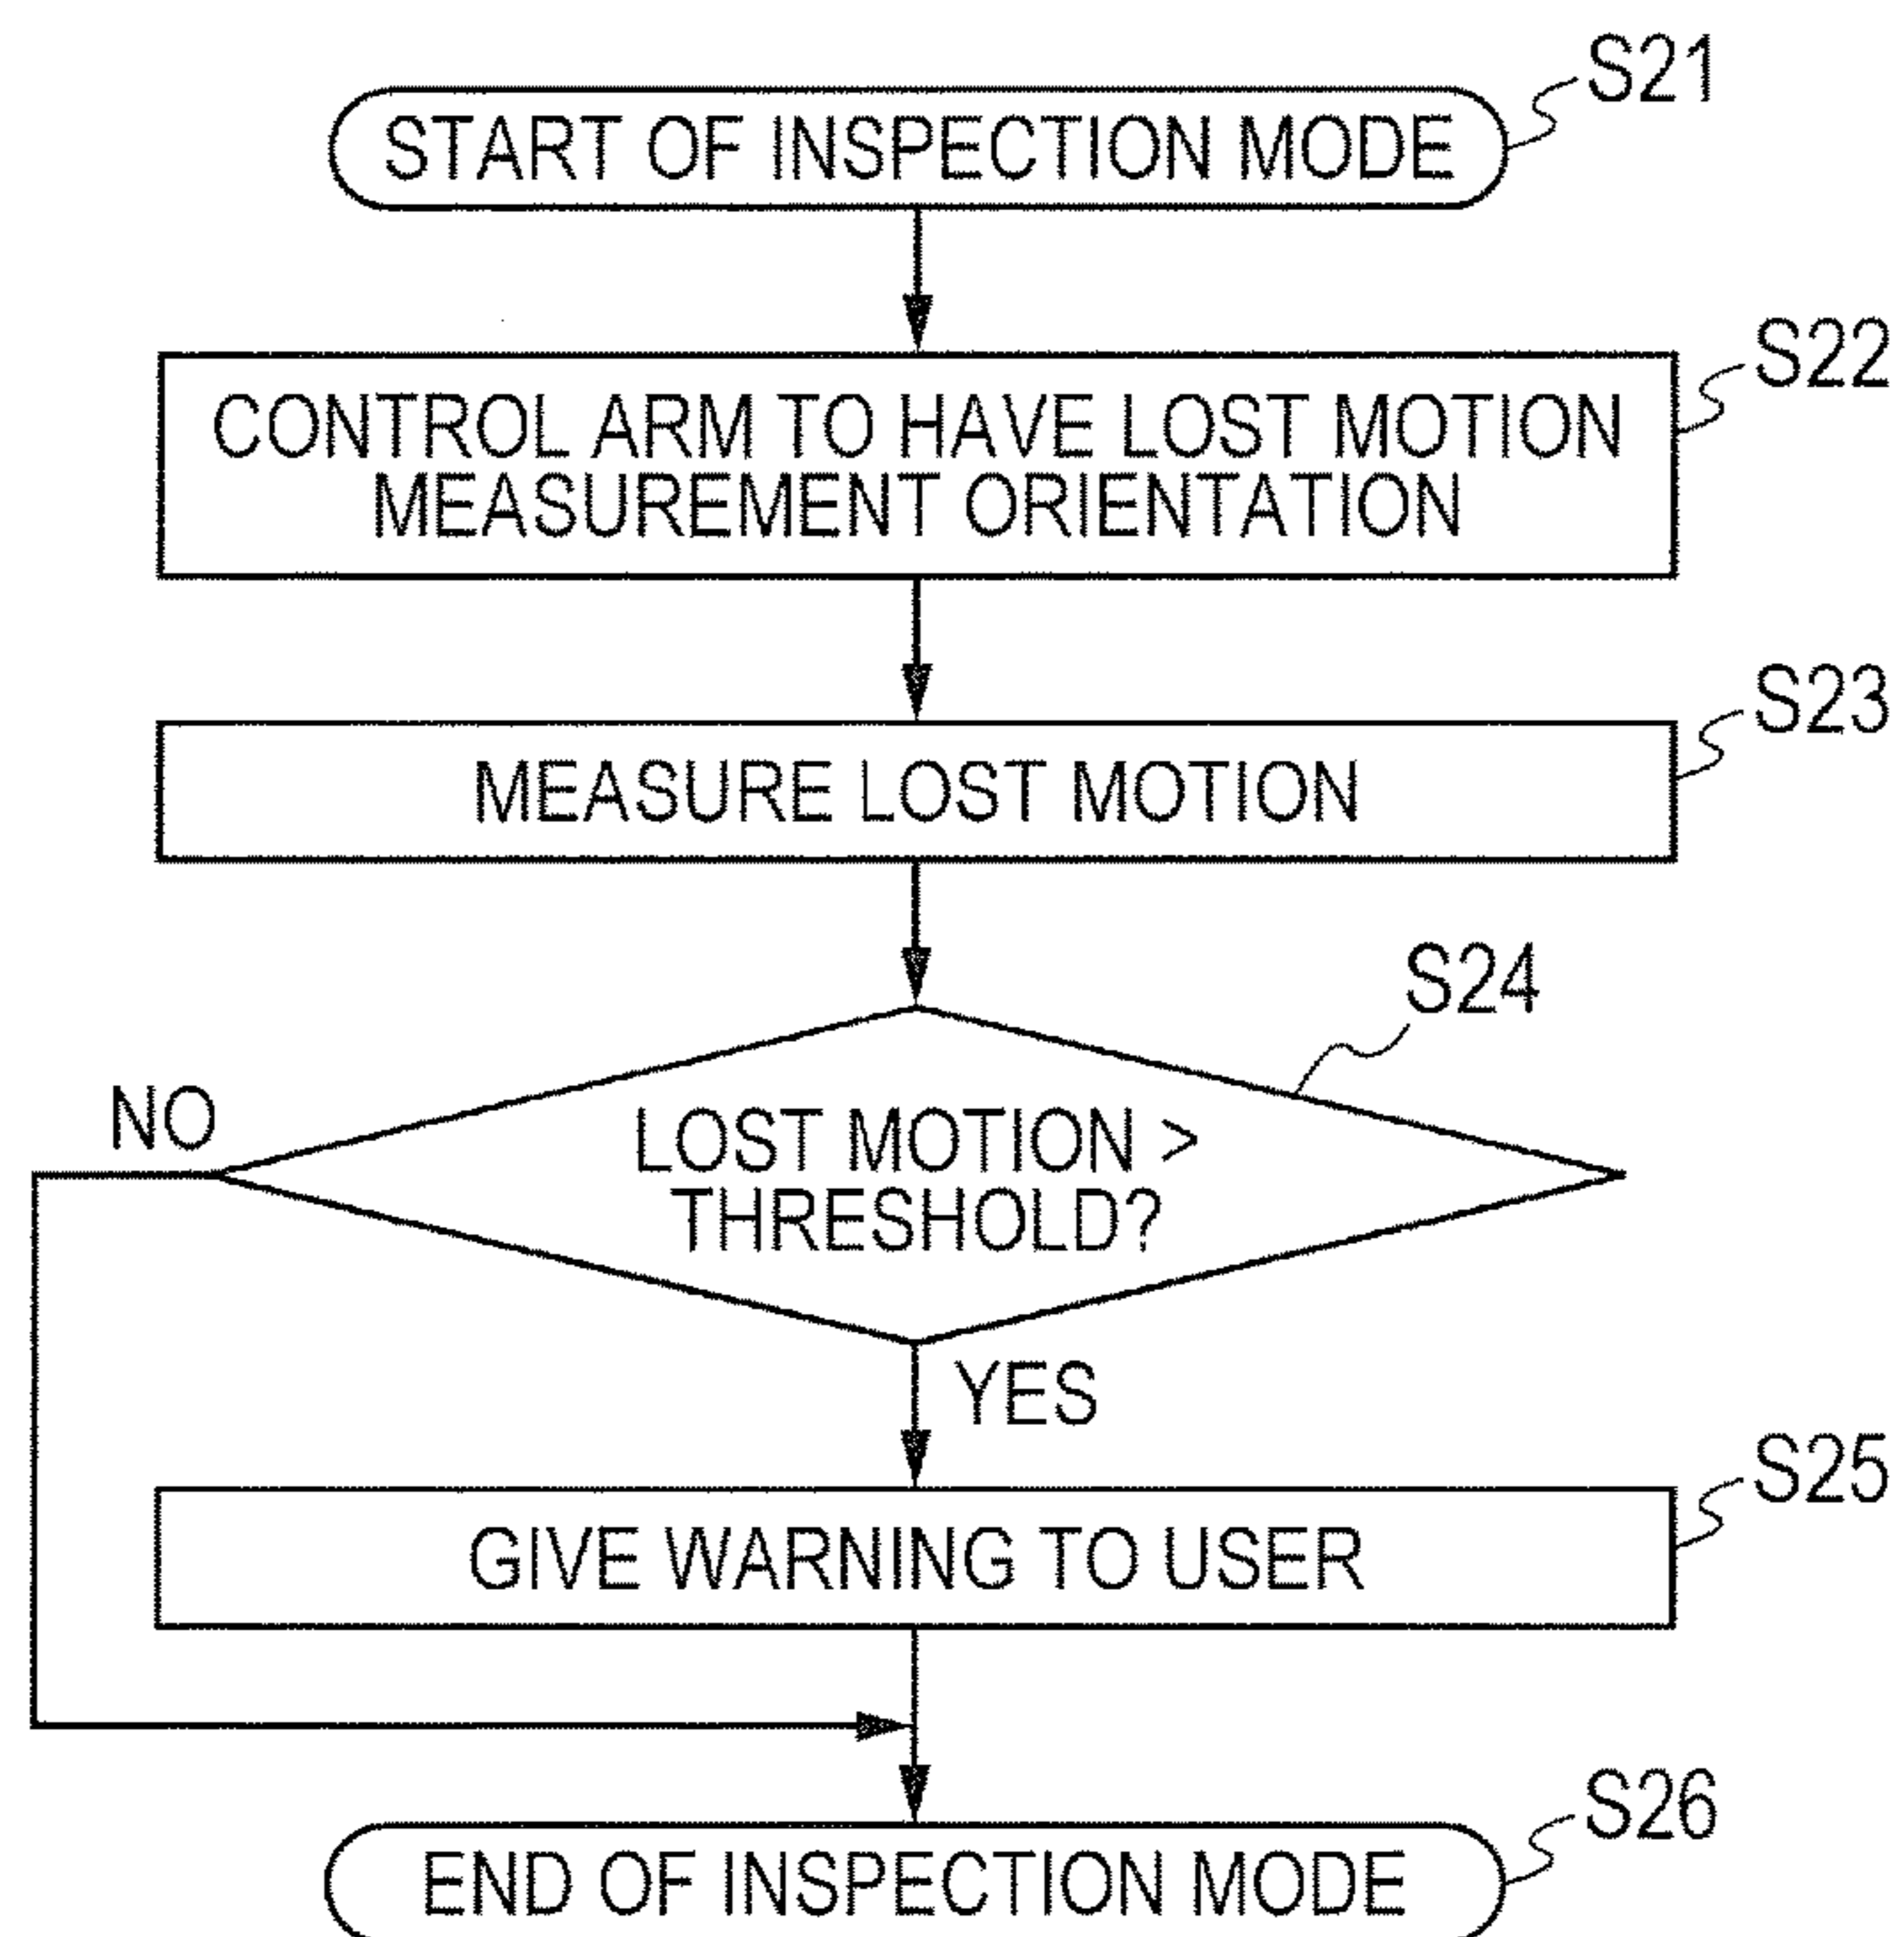 START OF INSPECTION MODE
S21
CONTROL ARM TO HAVE LOST MOTION
MEASUREMENT ORIENTATION
S22
MEASURE LOST MOTION
S23
LOST MOTION >
THRESHOLD?
S24
NO
YES
GIVE WARNING TO USER
S25
END OF INSPECTION MODE
S26